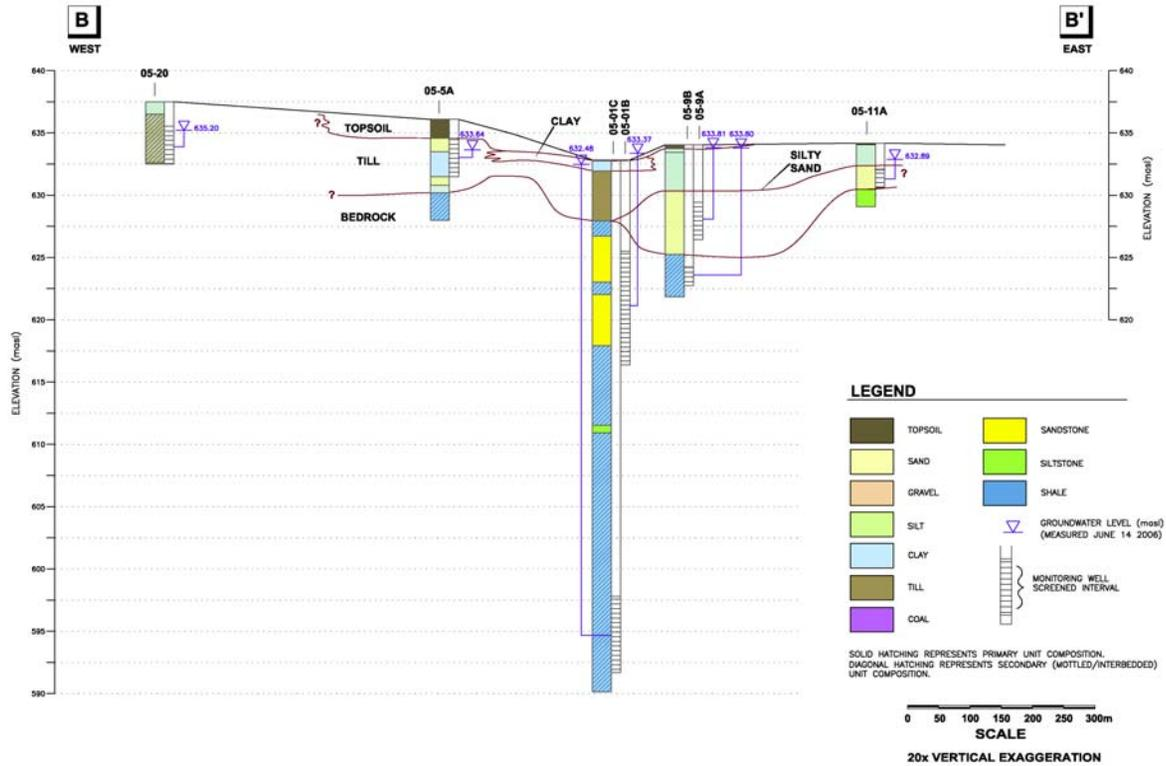 B
WEST
B'
EAST
640
635
630
625
620
615
610
605
600
595
590
ELEVATION (masl)
640
635
630
625
620
ELEVATION (masl)
05-20
635.20
05-5A
633.64
?
TOPSOIL
TILL
?
BEDROCK
CLAY
05-01C
05-01B
632.48
633.37
05-9B
05-9A
633.81
633.80
SILTY
SAND
05-11A
632.89
?
LEGEND
TOPSOIL
SAND
GRAVEL
SILT
CLAY
TILL
COAL
SANDSTONE
SILTSTONE
SHALE
GROUNDWATER LEVEL (masl)
(MEASURED JUNE 14 2006)
MONITORING WELL
SCREENED INTERVAL
SOLID HATCHING REPRESENTS PRIMARY UNIT COMPOSITION.
DIAGONAL HATCHING REPRESENTS SECONDARY (MOTTLED/INTERBEDDED)
UNIT COMPOSITION.
0 50 100 150 200 250 300m
SCALE
20x VERTICAL EXAGGERATION